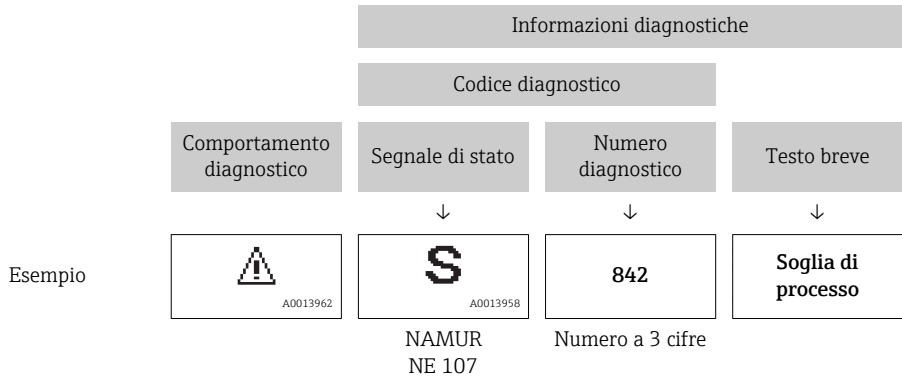 Informazioni diagnostiche
Codice diagnostico
Comportamento
diagnostico
Segnale di stato
Numero
diagnostico
Testo breve
↓ ↓ ↓
Esempio
A0013962
S
A0013958
842
Soglia di
processo
NAMUR
NE 107
Numero a 3 cifre